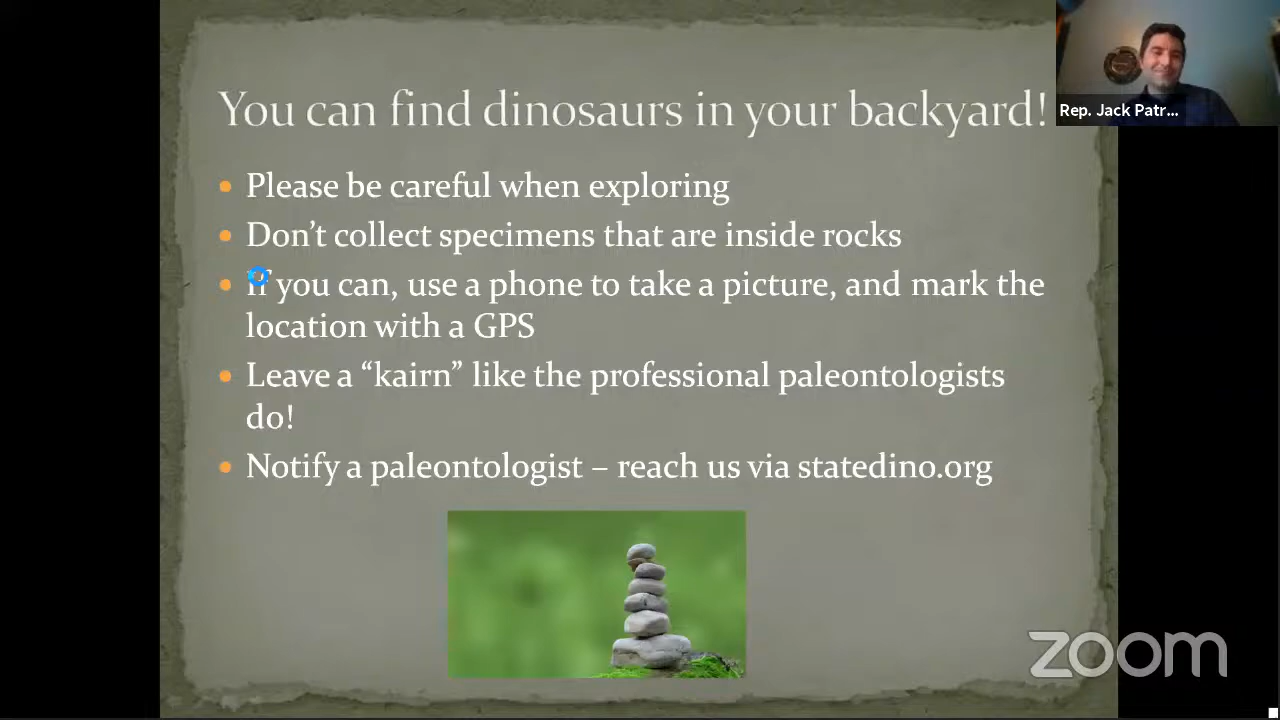 You can find dinosaurs in your backyard!
Rep. Jack Patr...
• Please be careful when exploring
• Don’t collect specimens that are inside rocks
• If you can, use a phone to take a picture, and mark the
location with a GPS
• Leave a “kairn” like the professional paleontologists
do!
• Notify a paleontologist – reach us via statedino.org
zoom